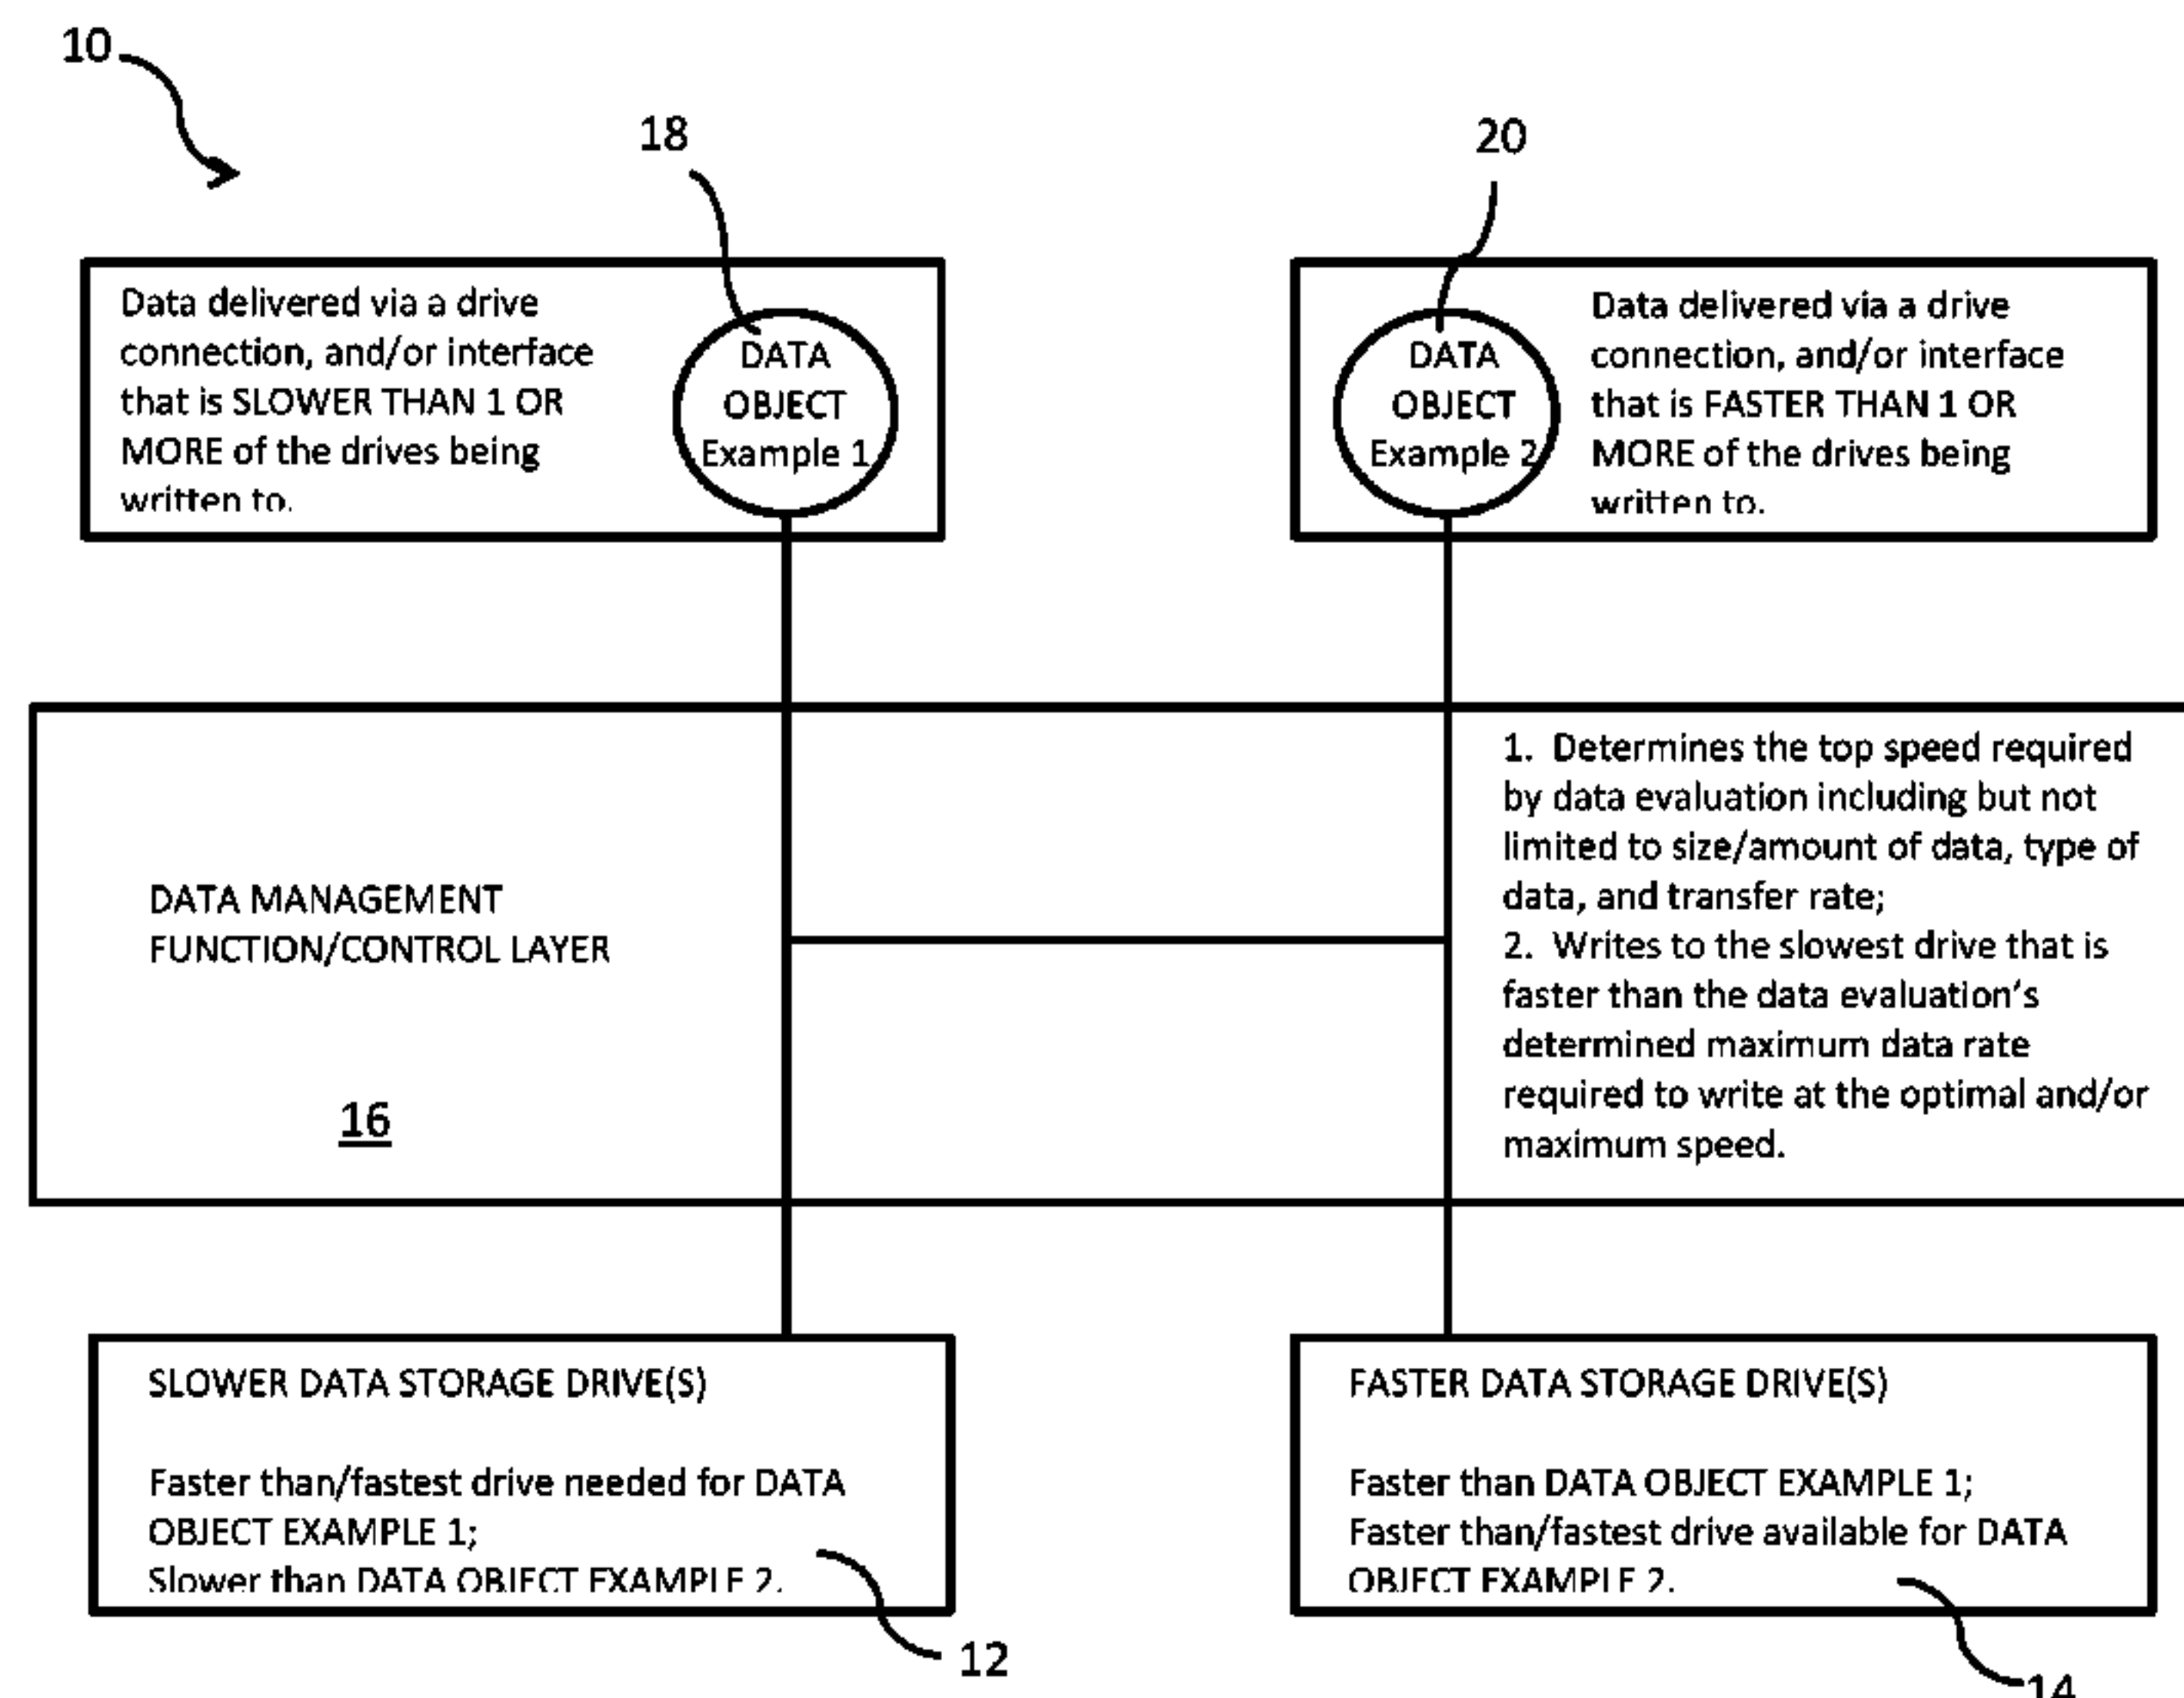 10
18
20
Data delivered via a drive
connection, and/or interface
that is SLOWER THAN 1 OR
MORE of the drives being
written to.
DATA
OBJECT
Example 1
DATA
OBJECT
Example 2
Data delivered via a drive
connection, and/or interface
that is FASTER THAN 1 OR
MORE of the drives being
written to.
DATA MANAGEMENT
FUNCTION/CONTROL LAYER
16
1. Determines the top speed required
by data evaluation including but not
limited to size/amount of data, type of
data, and transfer rate;
2. Writes to the slowest drive that is
faster than the data evaluation's
determined maximum data rate
required to write at the optimal and/or
maximum speed.
SLOWER DATA STORAGE DRIVE(S)
Faster than/fastest drive needed for DATA
OBJECT EXAMPLE 1;
Slower than DATA OBJECT EXAMPLE 2.
12
FASTER DATA STORAGE DRIVE(S)
Faster than DATA OBJECT EXAMPLE 1;
Faster than/fastest drive available for DATA
OBJECT EXAMPLE 2.
14